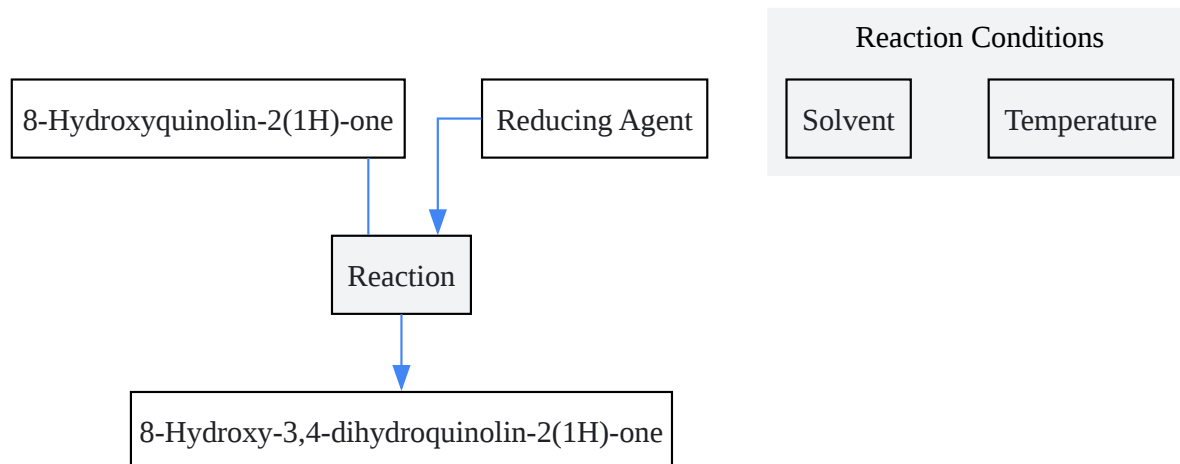 Reaction Conditions
8-Hydroxyquinolin-2(1H)-one
Reducing Agent
Solvent
Temperature
Reaction
8-Hydroxy-3,4-dihydroquinolin-2(1H)-one